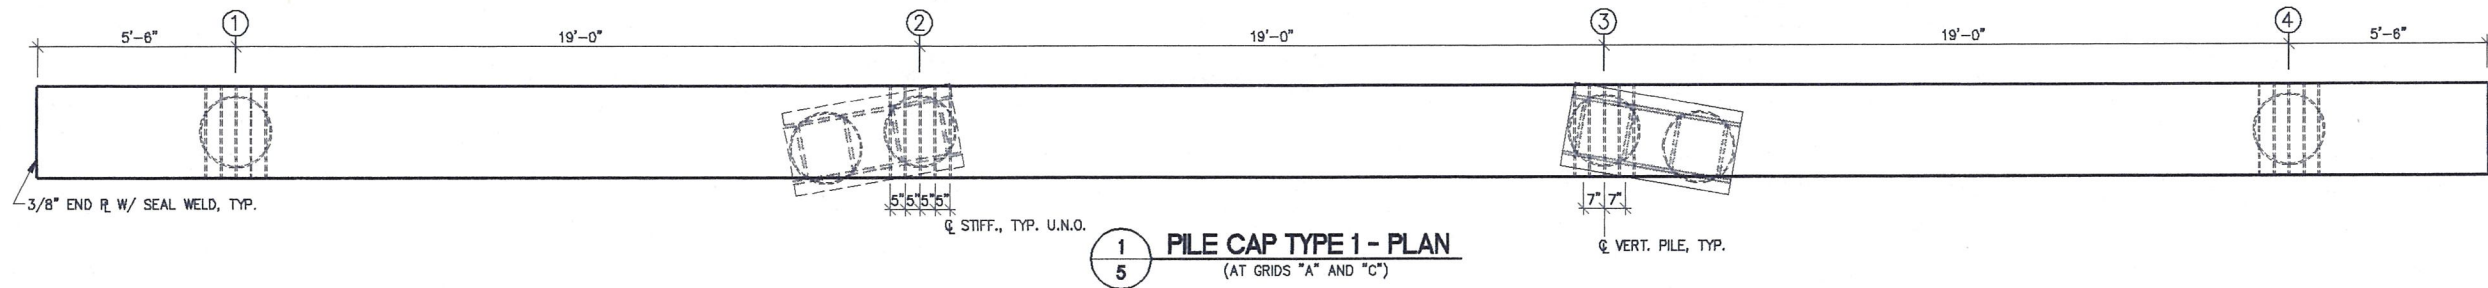 1 2 3 4
5'-6" 19'-0" 19'-0" 19'-0" 5'-6"
3/8" END ℄ W/ SEAL WELD, TYP.
5" 5" 5" 5"
7" 7"
℄ STIFF., TYP. U.N.O.
℄ VERT. PILE, TYP.
1
5
PILE CAP TYPE 1 - PLAN
(AT GRIDS "A" AND "C")